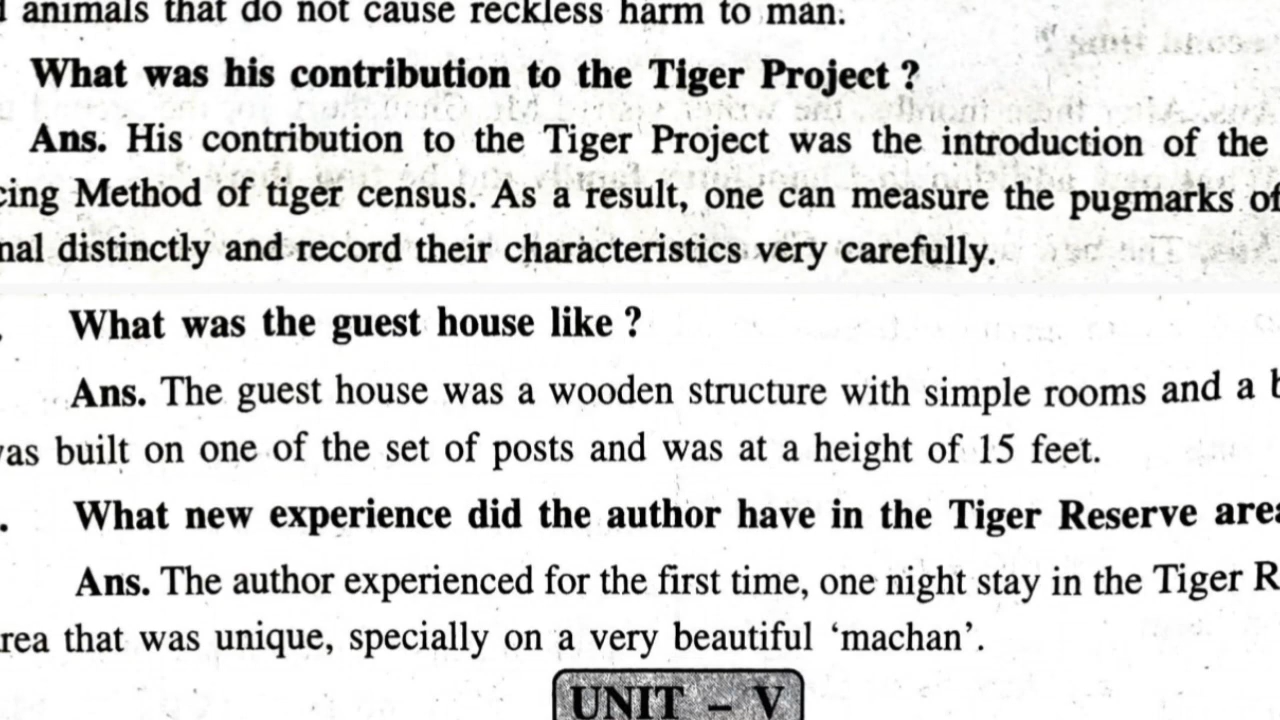 animals that do not cause reckless harm to man.
What was his contribution to the Tiger Project ?
Ans. His contribution to the Tiger Project was the introduction of the
cing Method of tiger census. As a result, one can measure the pugmarks of
nal distinctly and record their characteristics very carefully.
. What was the guest house like ?
Ans. The guest house was a wooden structure with simple rooms and a b
was built on one of the set of posts and was at a height of 15 feet.
. What new experience did the author have in the Tiger Reserve area
Ans. The author experienced for the first time, one night stay in the Tiger R
rea that was unique, specially on a very beautiful ‘machan’.
UNIT – V